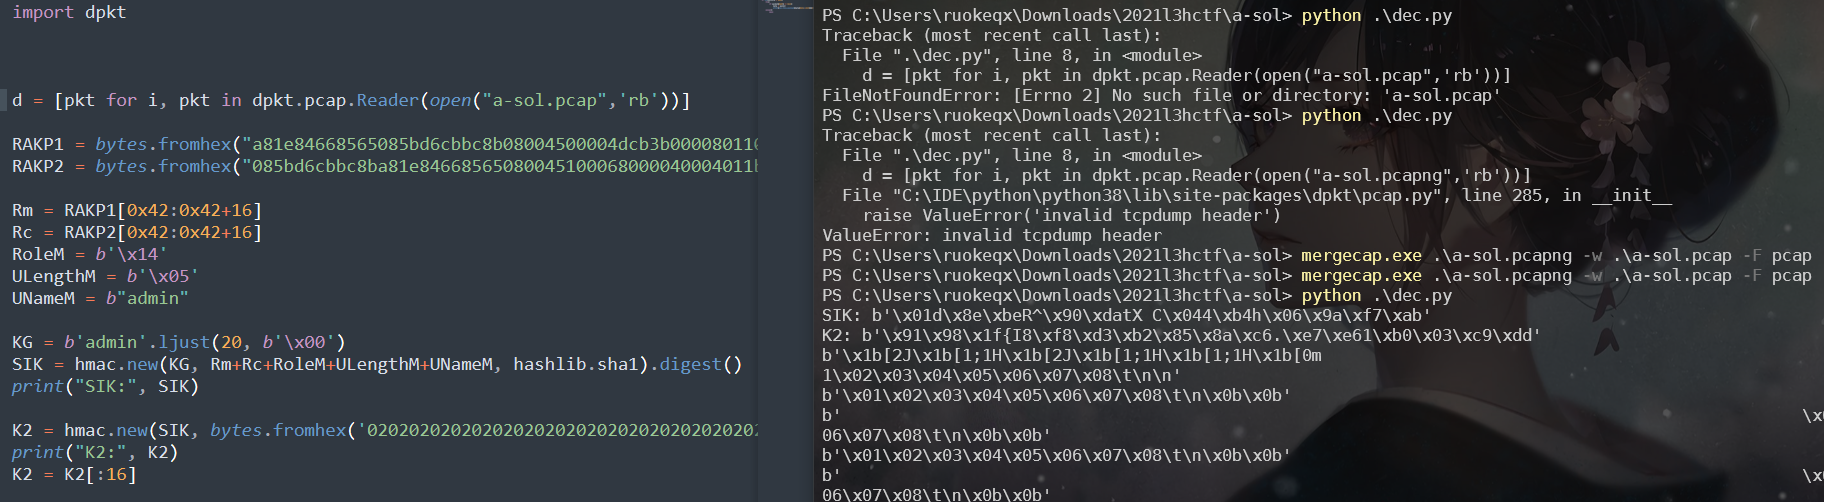 import dpkt
d = [pkt for i, pkt in dpkt.pcap.Reader(open("a-sol.pcap",'rb'))]
RAKP1 = bytes.fromhex("a81e84668565085bd6cbbc8b08004500004dcb3b000080110
RAKP2 = bytes.fromhex("085bd6cbbc8ba81e84668565080045100068000040004011b
Rm = RAKP1[0x42:0x42+16]
Rc = RAKP2[0x42:0x42+16]
RoleM = b'\x14'
ULengthM = b'\x05'
UNameM = b"admin"
KG = b'admin'.ljust(20, b'\x00')
SIK = hmac.new(KG, Rm+Rc+RoleM+ULengthM+UNameM, hashlib.sha1).digest()
print("SIK:", SIK)
K2 = hmac.new(SIK, bytes.fromhex('02020202020202020202020202020202020202
print("K2:", K2)
K2 = K2[:16]
PS C:\Users\ruokeqx\Downloads\2021l3hctf\a-sol> python .\dec.py
Traceback (most recent call last):
  File ".\dec.py", line 8, in <module>
    d = [pkt for i, pkt in dpkt.pcap.Reader(open("a-sol.pcap",'rb'))]
FileNotFoundError: [Errno 2] No such file or directory: 'a-sol.pcap'
PS C:\Users\ruokeqx\Downloads\2021l3hctf\a-sol> python .\dec.py
Traceback (most recent call last):
  File ".\dec.py", line 8, in <module>
    d = [pkt for i, pkt in dpkt.pcap.Reader(open("a-sol.pcapng",'rb'))]
  File "C:\IDE\python\python38\lib\site-packages\dpkt\pcap.py", line 285, in __init__
    raise ValueError('invalid tcpdump header')
ValueError: invalid tcpdump header
PS C:\Users\ruokeqx\Downloads\2021l3hctf\a-sol> mergecap.exe .\a-sol.pcapng -w .\a-sol.pcap -F pcap
PS C:\Users\ruokeqx\Downloads\2021l3hctf\a-sol> mergecap.exe .\a-sol.pcapng -w .\a-sol.pcap -F pcap
PS C:\Users\ruokeqx\Downloads\2021l3hctf\a-sol> python .\dec.py
SIK: b'\x01d\x8e\xbeR^\x90\xdatX C\x044\xb4h\x06\x9a\xf7\xab'
K2: b'\x91\x98\x1f{I8\xf8\xd3\xb2\x85\x8a\xc6.\xe7\xe61\xb0\x03\xc9\xdd'
b'\x1b[2J\x1b[1;1H\x1b[2J\x1b[1;1H\x1b[1;1H\x1b[0m
1\x02\x03\x04\x05\x06\x07\x08\t\n\n'
b'\x01\x02\x03\x04\x05\x06\x07\x08\t\n\x0b\x0b'
b' \x
06\x07\x08\t\n\x0b\x0b'
b'\x01\x02\x03\x04\x05\x06\x07\x08\t\n\x0b\x0b'
b' \x
06\x07\x08\t\n\x0b\x0b'